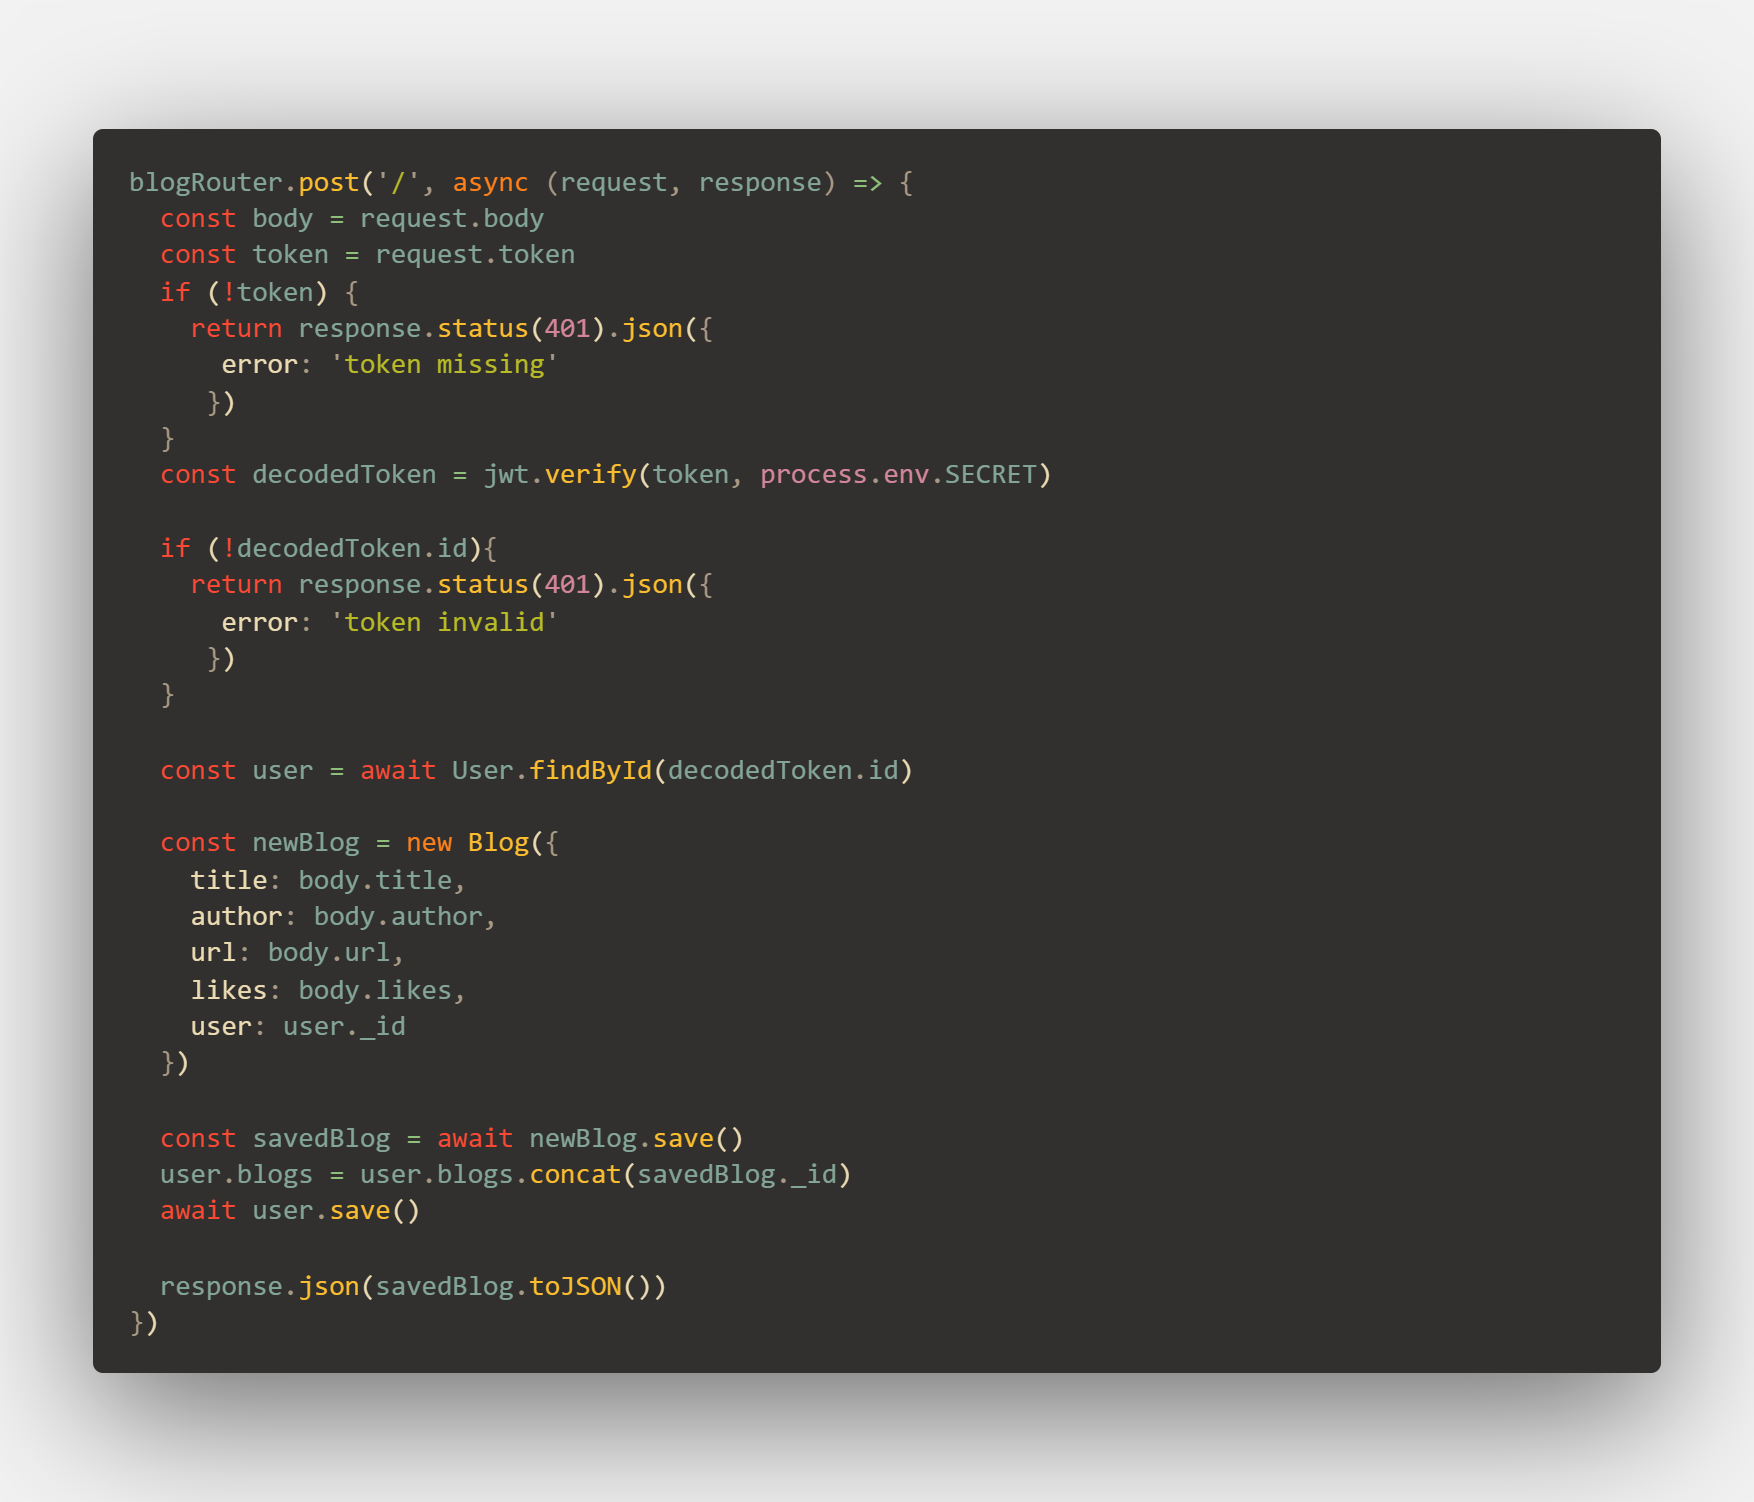 blogRouter.post('/', async (request, response) => {
  const body = request.body
  const token = request.token
  if (!token) {
    return response.status(401).json({
      error: 'token missing'
     })
  }
  const decodedToken = jwt.verify(token, process.env.SECRET)

  if (!decodedToken.id){
    return response.status(401).json({
      error: 'token invalid'
     })
  }

  const user = await User.findById(decodedToken.id)

  const newBlog = new Blog({
    title: body.title,
    author: body.author,
    url: body.url,
    likes: body.likes,
    user: user._id
  })

  const savedBlog = await newBlog.save()
  user.blogs = user.blogs.concat(savedBlog._id)
  await user.save()

  response.json(savedBlog.toJSON())
})